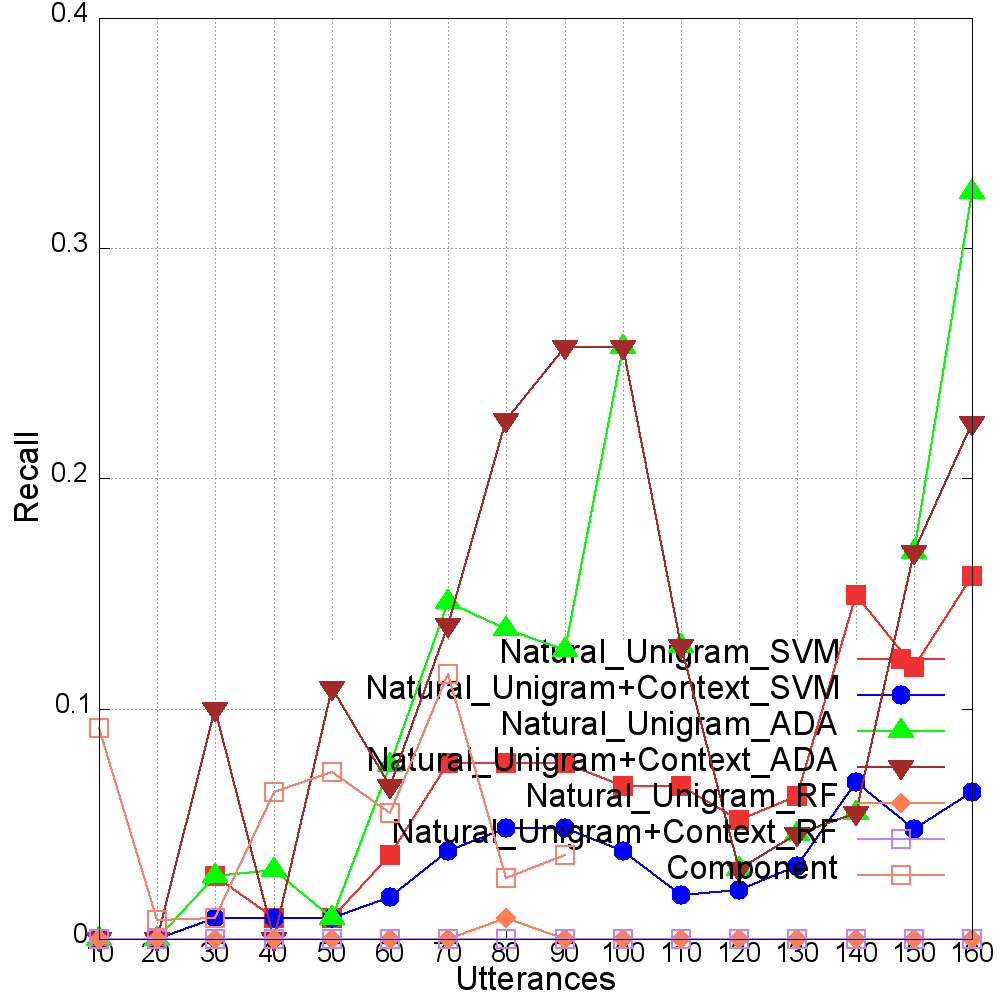 0.4
0.3
0.2
0.1
0
Recall
Natural_Unigram_SVM
Natural_Unigram+Context_SVM
Natural_Unigram_ADA
Natural_Unigram+Context_ADA
Natural_Unigram_RF
Natural_Unigram+Context_RF
Component
10 20 30 40 50 60 70 80 90 100 110 120 130 140 150 160
Utterances